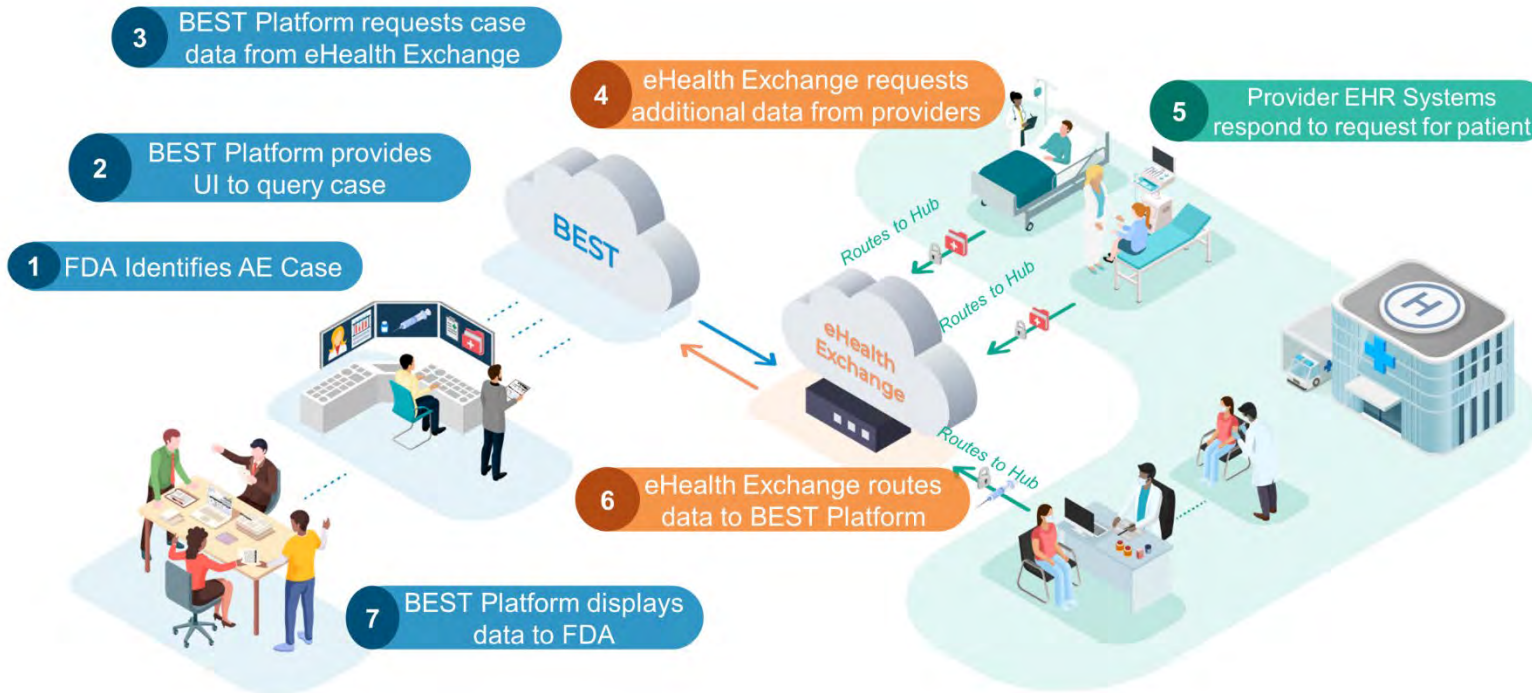 3
BEST Platform requests case
data from eHealth Exchange
4
eHealth Exchange requests
additional data from providers
5
Provider EHR Systems
respond to request for patient
2
BEST Platform provides
UI to query case
1
FDA Identifies AE Case
BEST
Routes to Hub
Routes to Hub
eHealth
Exchange
H
Routes to Hub
6
eHealth Exchange routes
data to BEST Platform
7
BEST Platform displays
data to FDA